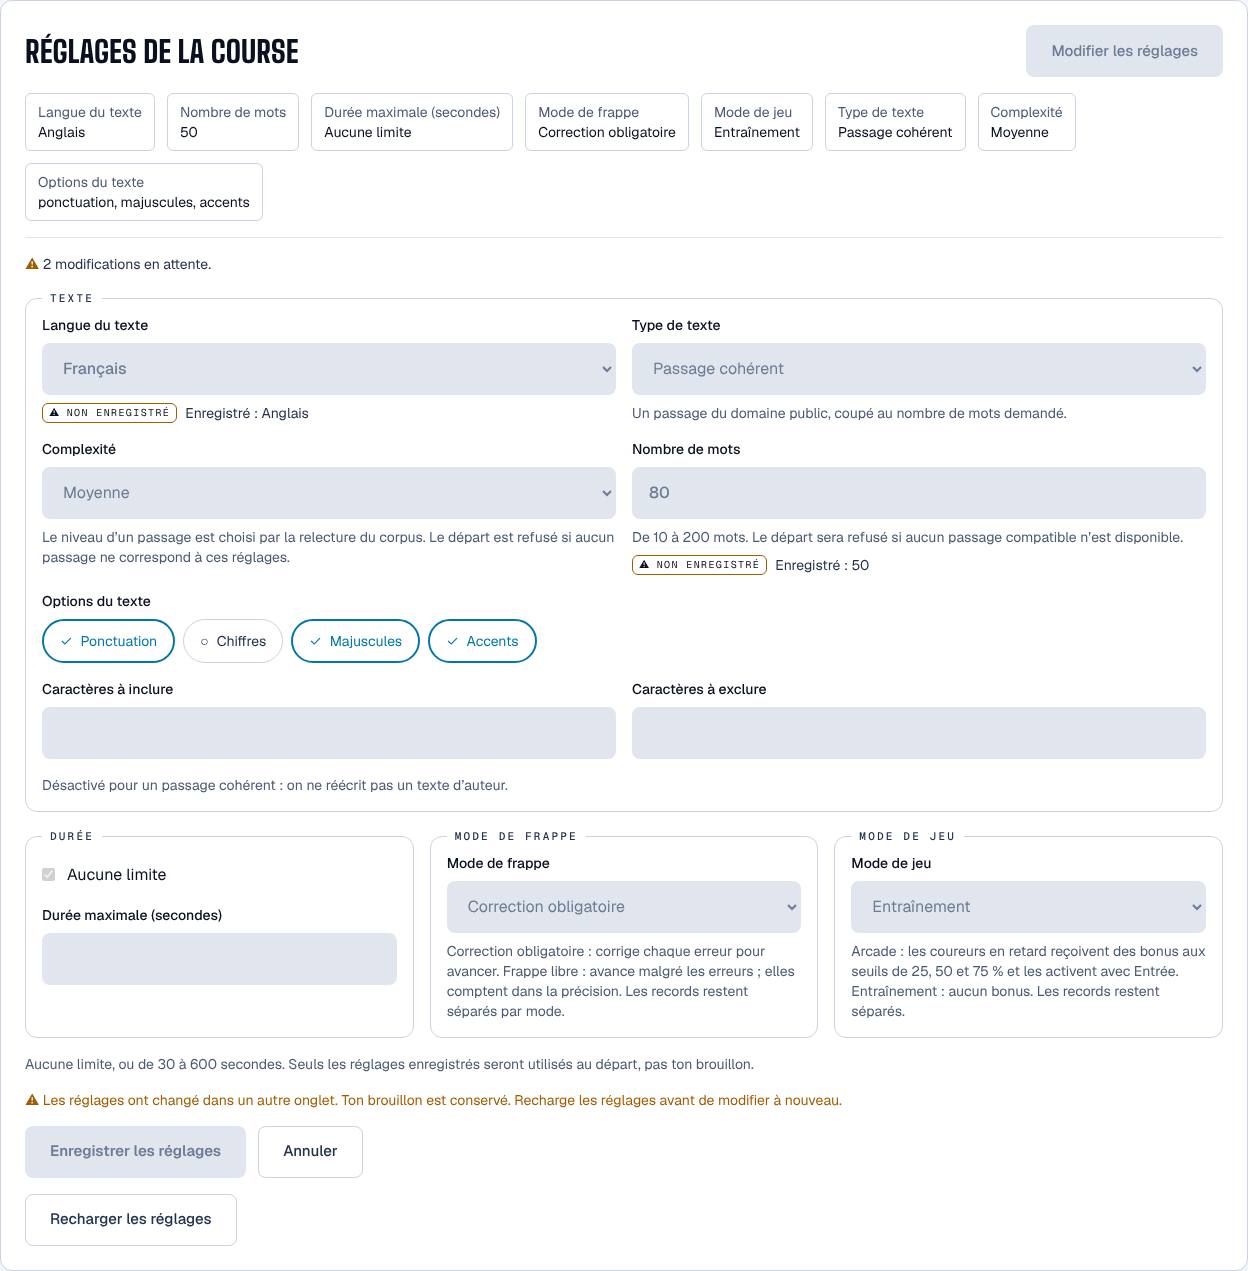 RÉGLAGES DE LA COURSE
Modifier les réglages
Langue du texte
Anglais
Nombre de mots
50
Durée maximale (secondes)
Aucune limite
Mode de frappe
Correction obligatoire
Mode de jeu
Entraînement
Type de texte
Passage cohérent
Complexité
Moyenne
Options du texte
ponctuation, majuscules, accents
2 modifications en attente.
TEXTE
Langue du texte
Français
NON ENREGISTRÉ Enregistré : Anglais
Type de texte
Passage cohérent
Un passage du domaine public, coupé au nombre de mots demandé.
Complexité
Moyenne
Le niveau d’un passage est choisi par la relecture du corpus. Le départ est refusé si aucun
passage ne correspond à ces réglages.
Nombre de mots
80
De 10 à 200 mots. Le départ sera refusé si aucun passage compatible n’est disponible.
NON ENREGISTRÉ Enregistré : 50
Options du texte
Ponctuation
Chiffres
Majuscules
Accents
Caractères à inclure
Caractères à exclure
Désactivé pour un passage cohérent : on ne réécrit pas un texte d’auteur.
DURÉE
Aucune limite
Durée maximale (secondes)
MODE DE FRAPPE
Mode de frappe
Correction obligatoire
Correction obligatoire : corrige chaque erreur pour
avancer. Frappe libre : avance malgré les erreurs ; elles
comptent dans la précision. Les records restent
séparés par mode.
MODE DE JEU
Mode de jeu
Entraînement
Arcade : les coureurs en retard reçoivent des bonus aux
seuils de 25, 50 et 75 % et les activent avec Entrée.
Entraînement : aucun bonus. Les records restent
séparés.
Aucune limite, ou de 30 à 600 secondes. Seuls les réglages enregistrés seront utilisés au départ, pas ton brouillon.
Les réglages ont changé dans un autre onglet. Ton brouillon est conservé. Recharge les réglages avant de modifier à nouveau.
Enregistrer les réglages
Annuler
Recharger les réglages